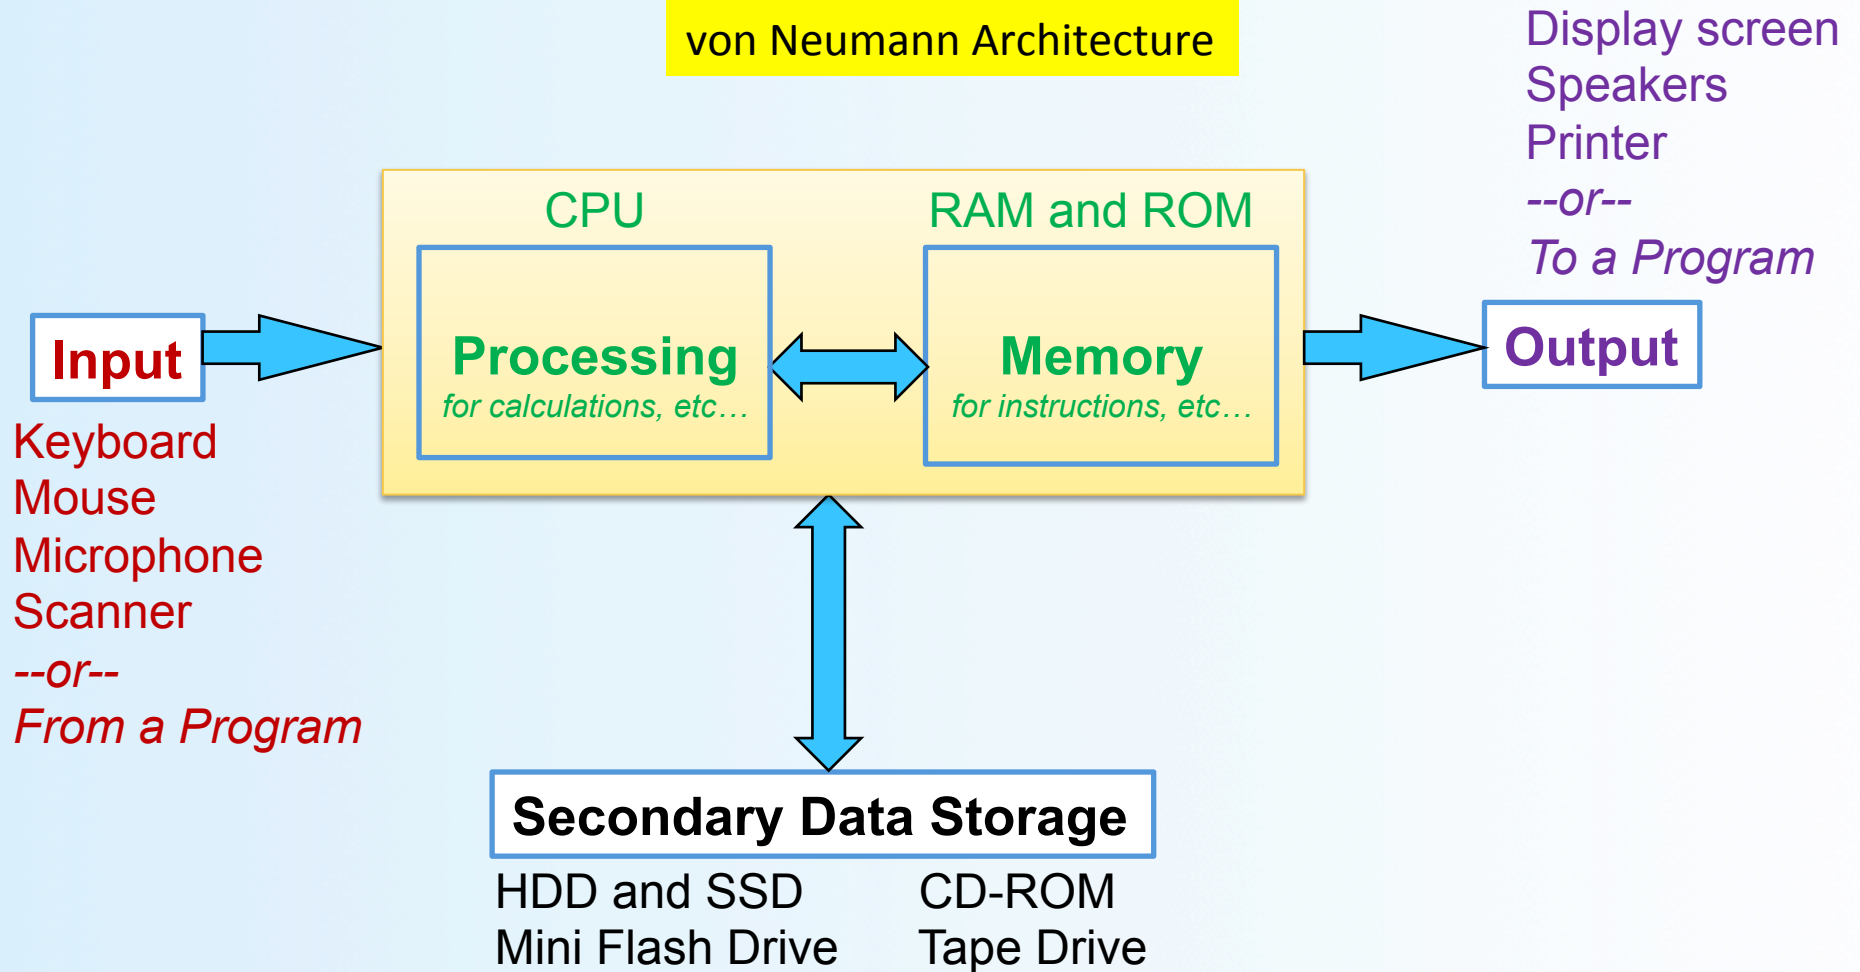 von Neumann Architecture
Display screen
Speakers
Printer
--or--
To a Program
CPU
RAM and ROM
Input
Processing
for calculations, etc…
Memory
for instructions, etc…
Output
Keyboard
Mouse
Microphone
Scanner
--or--
From a Program
Secondary Data Storage
HDD and SSD
CD-ROM
Mini Flash Drive
Tape Drive